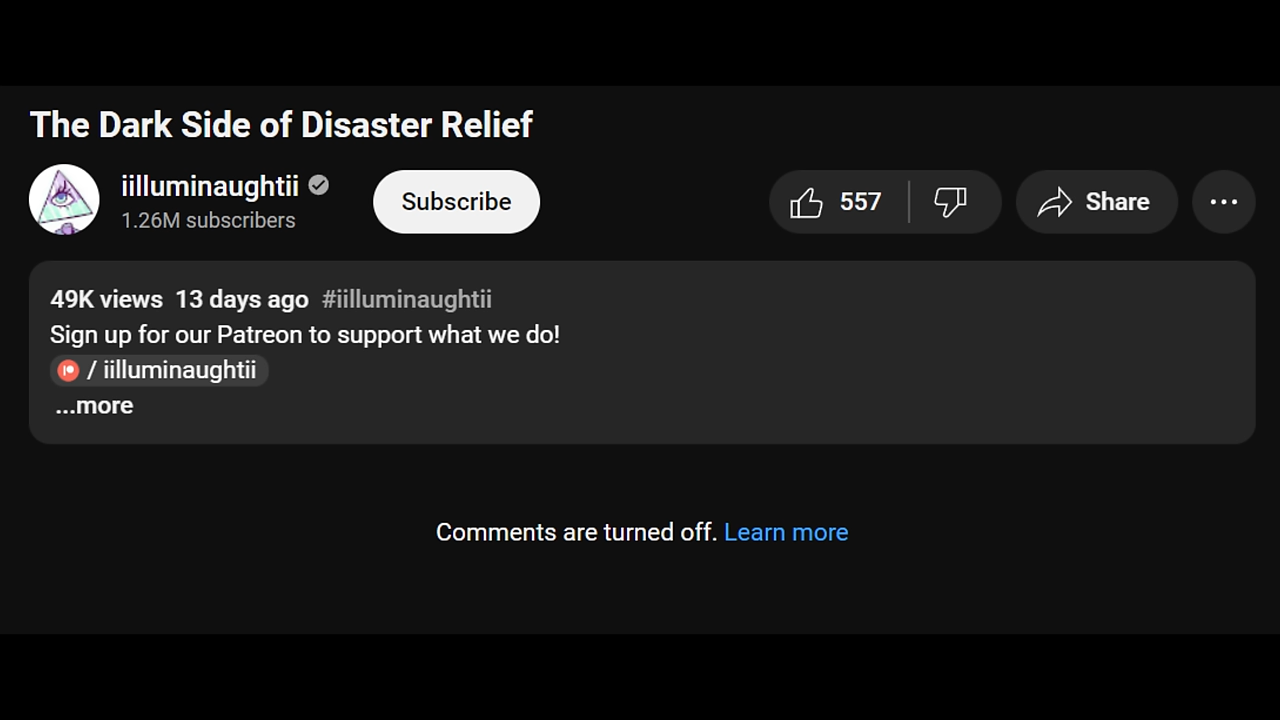 The Dark Side of Disaster Relief
iilluminaughtii
1.26M subscribers
Subscribe
557
Share
49K views 13 days ago #iilluminaughtii
Sign up for our Patreon to support what we do!
/ iilluminaughtii
...more
Comments are turned off. Learn more